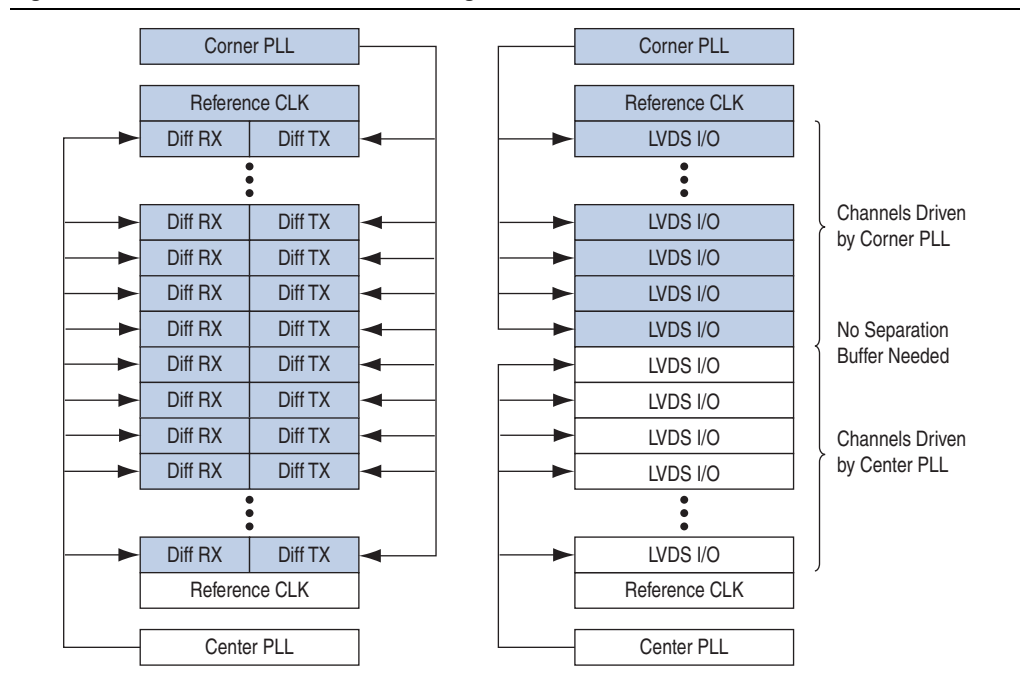 Corner PLL
Reference CLK
Diff RX Diff TX
Diff RX Diff TX
Diff RX Diff TX
Diff RX Diff TX
Diff RX Diff TX
Diff RX Diff TX
Diff RX Diff TX
Diff RX Diff TX
Diff RX Diff TX
Diff RX Diff TX
Reference CLK
Center PLL
Corner PLL
Reference CLK
LVDS I/O
LVDS I/O
LVDS I/O
LVDS I/O
LVDS I/O
LVDS I/O
LVDS I/O
LVDS I/O
LVDS I/O
LVDS I/O
Reference CLK
Center PLL
Channels Driven
by Corner PLL
No Separation
Buffer Needed
Channels Driven
by Center PLL